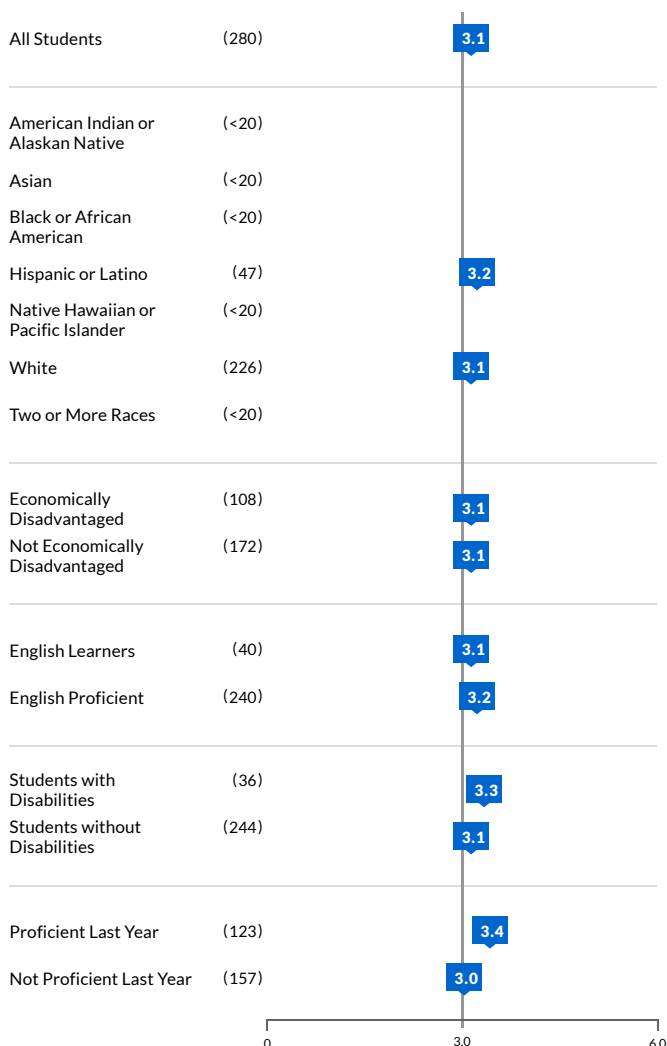 All Students (280) 3.1
American Indian or (<20)
Alaskan Native
Asian (<20)
Black or African (<20)
American
Hispanic or Latino (47) 3.2
Native Hawaiian or (<20)
Pacific Islander
White (226) 3.1
Two or More Races (<20)
Economically (108) 3.1
Disadvantaged
Not Economically (172) 3.1
Disadvantaged
English Learners (40) 3.1
English Proficient (240) 3.2
Students with (36) 3.3
Disabilities
Students without (244) 3.1
Disabilities
Proficient Last Year (123) 3.4
Not Proficient Last Year (157) 3.0
0 3.0 6.0